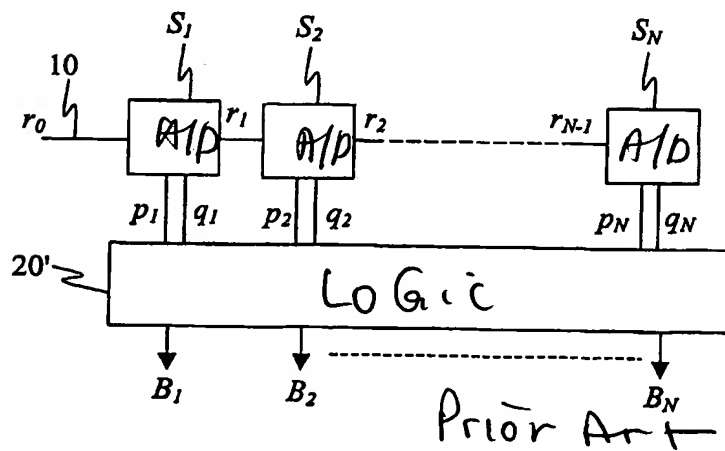 S1 S2 SN
10
r0 A/D r1 A/D r2 rN-1 A/D
p1 q1 p2 q2 pN qN
20' LOGic
B1 B2 BN
Prior Art